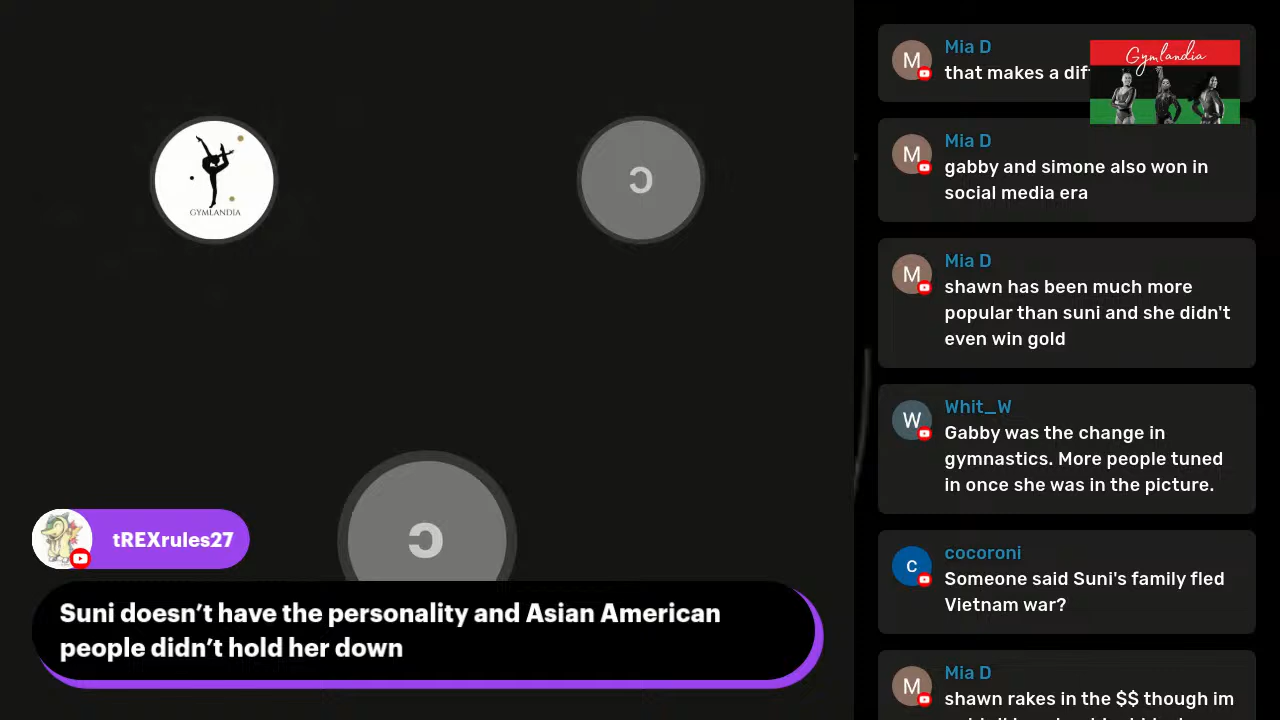 GYMLANDIA
ɔ
ɔ
tREXrules27
Suni doesn’t have the personality and Asian American
people didn’t hold her down
M
Mia D
that makes a dif
Gymlandia
M
Mia D
gabby and simone also won in
social media era
M
Mia D
shawn has been much more
popular than suni and she didn't
even win gold
W
Whit_W
Gabby was the change in
gymnastics. More people tuned
in once she was in the picture.
c
cocoroni
Someone said Suni's family fled
Vietnam war?
M
Mia D
shawn rakes in the $$ though im